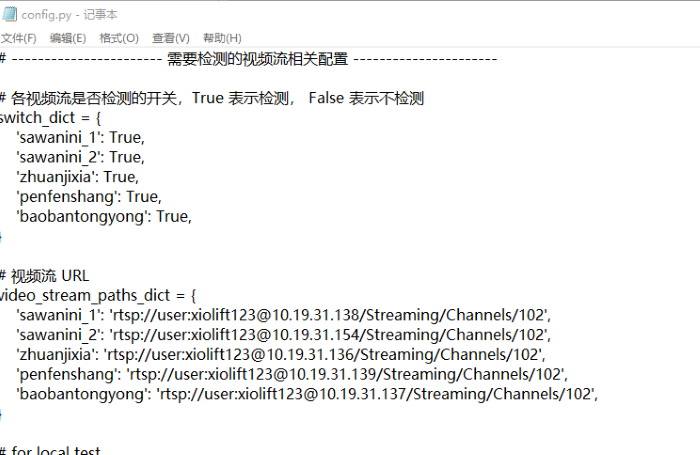 config.py - 记事本
文件(F) 编辑(E) 格式(O) 查看(V) 帮助(H)
# ----------------------- 需要检测的视频流相关配置 ----------------------
# 各视频流是否检测的开关，True 表示检测， False 表示不检测
switch_dict = {
'sawanini_1': True,
'sawanini_2': True,
'zhuanjixia': True,
'penfenshang': True,
'baobantongyong': True,
}
# 视频流 URL
video_stream_paths_dict = {
'sawanini_1': 'rtsp://user:xiolift123@10.19.31.138/Streaming/Channels/102',
'sawanini_2': 'rtsp://user:xiolift123@10.19.31.154/Streaming/Channels/102',
'zhuanjixia': 'rtsp://user:xiolift123@10.19.31.136/Streaming/Channels/102',
'penfenshang': 'rtsp://user:xiolift123@10.19.31.139/Streaming/Channels/102',
'baobantongyong': 'rtsp://user:xiolift123@10.19.31.137/Streaming/Channels/102',
}
# for local test